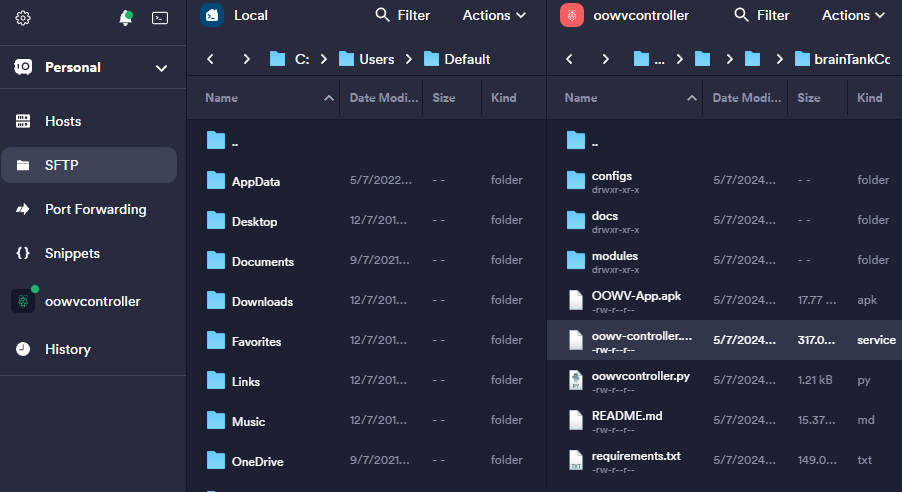 Personal
Hosts
SFTP
Port Forwarding
Snippets
oowvcontroller
History
Local
Filter
Actions
C:
Users
Default
Name
Date Modi...
Size
Kind
..
AppData 5/7/2022... - - folder
Desktop 12/7/201... - - folder
Documents 9/7/2021... - - folder
Downloads 12/7/201... - - folder
Favorites 12/7/201... - - folder
Links 12/7/201... - - folder
Music 12/7/201... - - folder
OneDrive 9/7/2021... - - folder
oowvcontroller
Filter
Actions
...
brainTankCo
Name
Date Modi...
Size
Kind
..
configs 5/7/2024... - - folder
drwxr-xr-x
docs 5/7/2024... - - folder
drwxr-xr-x
modules 5/7/2024... - - folder
drwxr-xr-x
OOWV-App.apk 5/7/2024... 17.77 ... apk
-rw-r--r--
oowv-controller.... 5/7/2024... 317.0... service
-rw-r--r--
oowvcontroller.py 5/7/2024... 1.21 kB py
-rw-r--r--
README.md 5/7/2024... 15.37... md
-rw-r--r--
requirements.txt 5/7/2024... 149.0... txt
-rw-r--r--